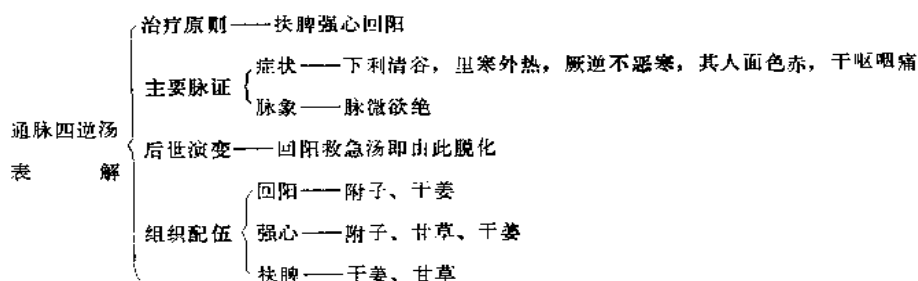 治疗原则——扶脾强心回阳
症状——下利清谷，里寒外热，厥逆不恶寒，其人面色赤，干呕咽痛
主要脉证
脉象——脉微欲绝
通脉四逆汤
后世演变——回阳救急汤即由此脱化
表解
回阳——附子、干姜
组织配伍
强心——附子、甘草、干姜
扶脾——干姜、甘草